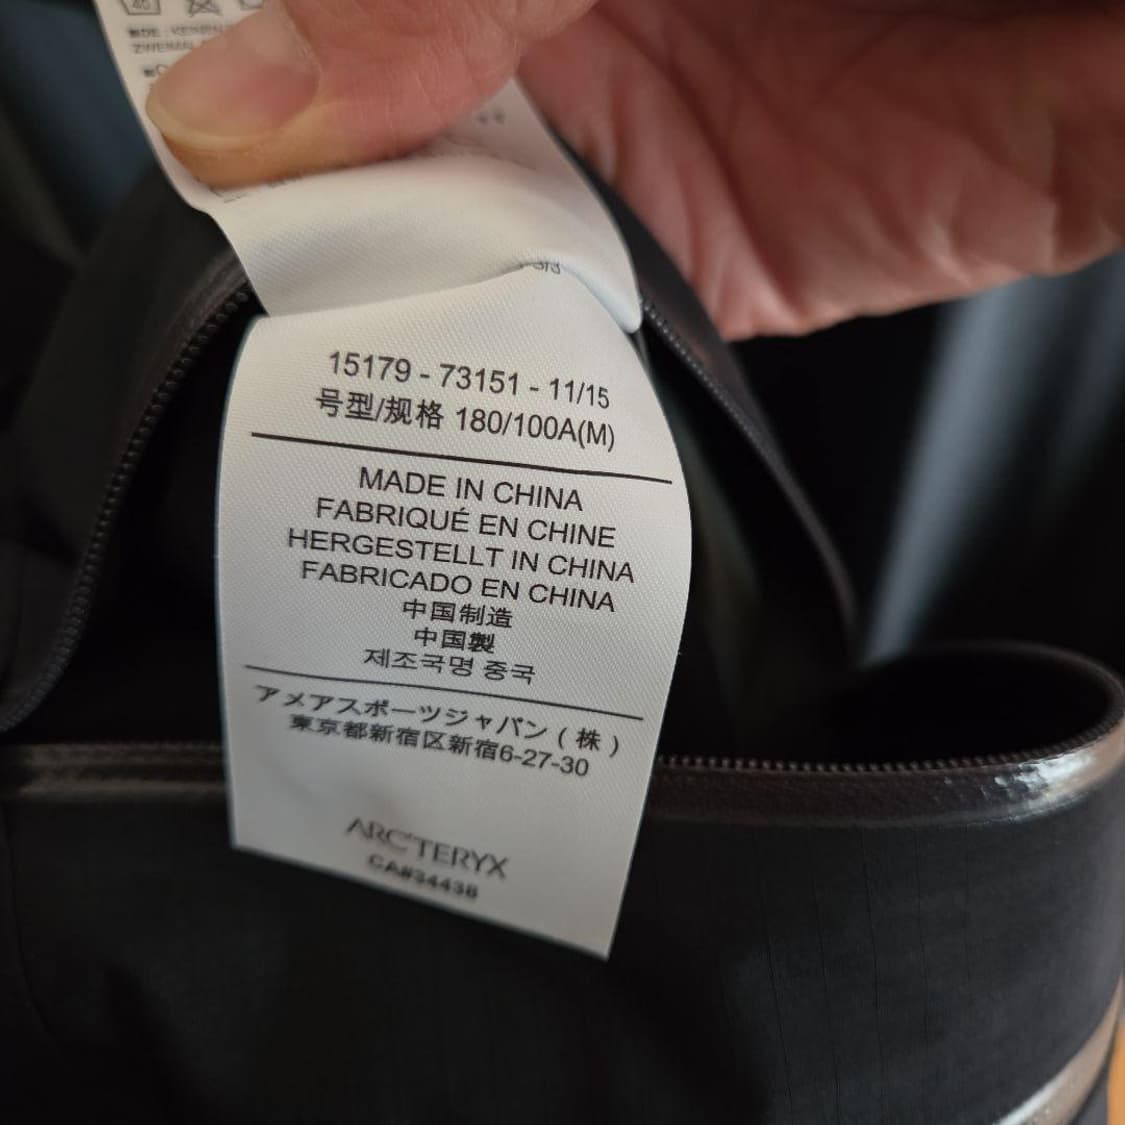 40
15179 - 73151 - 11/15
号型/规格 180/100A(M)
MADE IN CHINA
FABRIQUÉ EN CHINE
HERGESTELLT IN CHINA
FABRICADO EN CHINA
中国制造
中国製
제조국명 중국
アメアスポーツジャパン(株)
東京都新宿区新宿6-27-30
ARC'TERYX
CA#34438